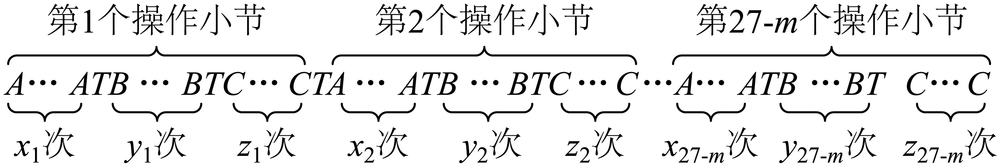 第1个操作小节 第2个操作小节 第27-m个操作小节
A··· ATB ··· BTC··· CTA ··· ATB ··· BTC ··· C ···A··· ATB ···BT C··· C
x₁次 y₁次 z₁次 x₂次 y₂次 z₂次 x₂₇₋ₘ次 y₂₇₋ₘ次 z₂₇₋ₘ次